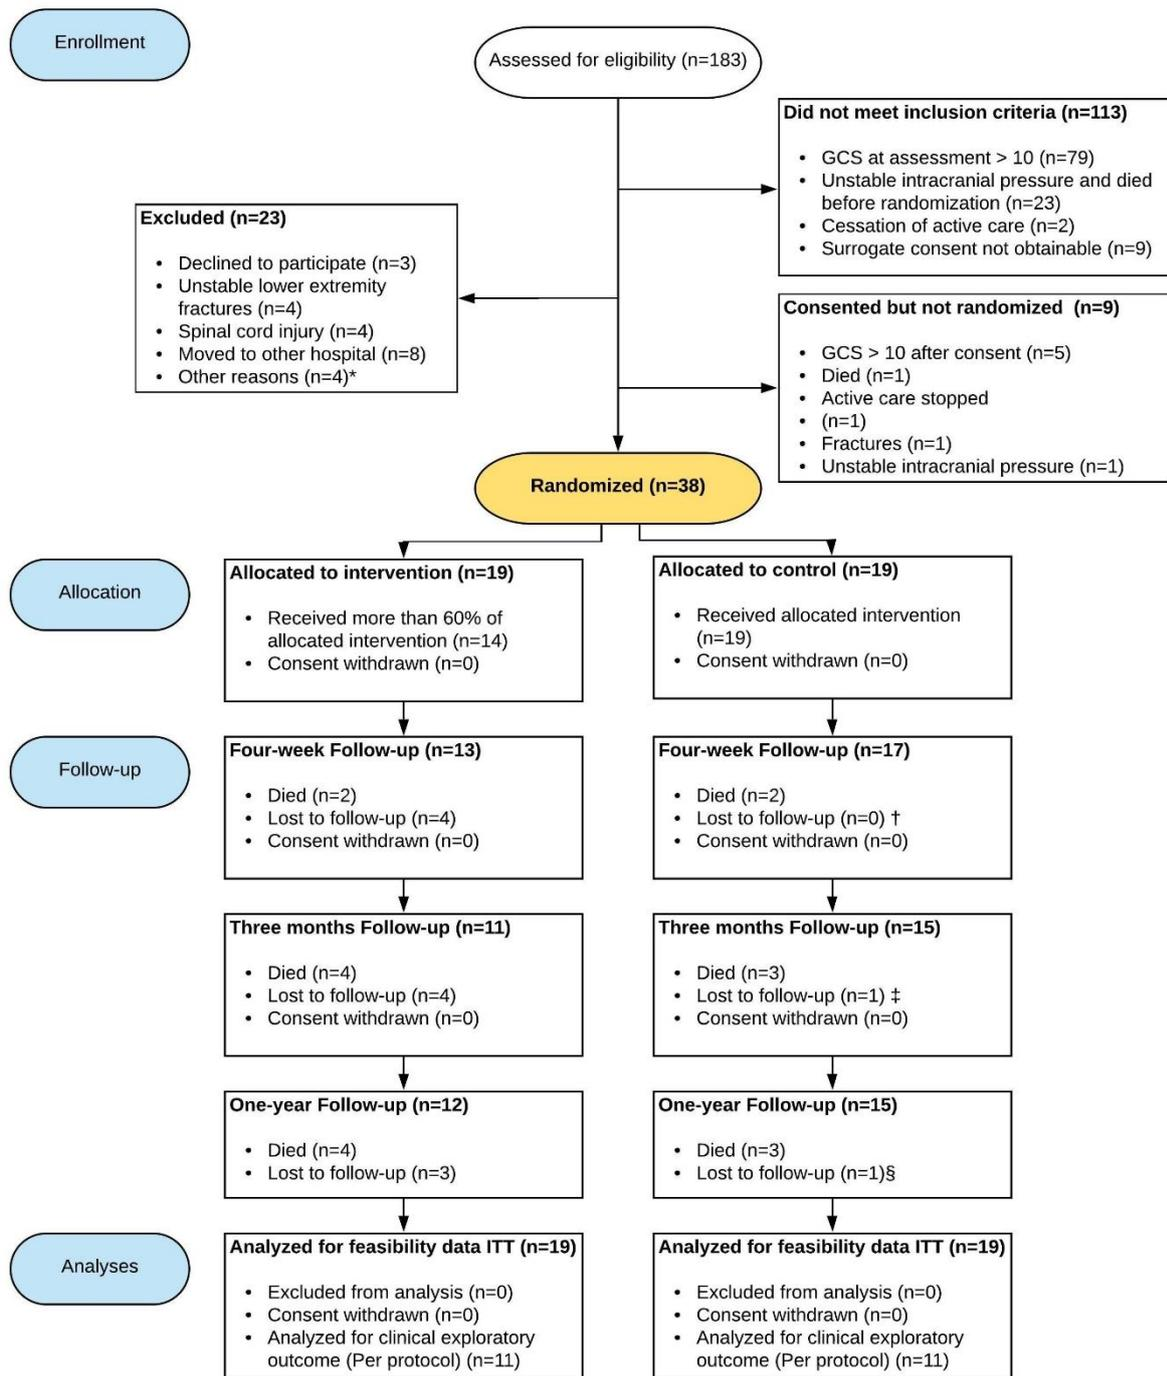 Enrollment
Assessed for eligibility (n=183)
Did not meet inclusion criteria (n=113)
• GCS at assessment > 10 (n=79)
• Unstable intracranial pressure and died
before randomization (n=23)
• Cessation of active care (n=2)
• Surrogate consent not obtainable (n=9)
Excluded (n=23)
• Declined to participate (n=3)
• Unstable lower extremity
fractures (n=4)
• Spinal cord injury (n=4)
• Moved to other hospital (n=8)
• Other reasons (n=4)*
Consented but not randomized (n=9)
• GCS > 10 after consent (n=5)
• Died (n=1)
• Active care stopped
• (n=1)
• Fractures (n=1)
• Unstable intracranial pressure (n=1)
Randomized (n=38)
Allocation
Allocated to intervention (n=19)
• Received more than 60% of
allocated intervention (n=14)
• Consent withdrawn (n=0)
Allocated to control (n=19)
• Received allocated intervention
(n=19)
• Consent withdrawn (n=0)
Follow-up
Four-week Follow-up (n=13)
• Died (n=2)
• Lost to follow-up (n=4)
• Consent withdrawn (n=0)
Four-week Follow-up (n=17)
• Died (n=2)
• Lost to follow-up (n=0) †
• Consent withdrawn (n=0)
Three months Follow-up (n=11)
• Died (n=4)
• Lost to follow-up (n=4)
• Consent withdrawn (n=0)
Three months Follow-up (n=15)
• Died (n=3)
• Lost to follow-up (n=1) ‡
• Consent withdrawn (n=0)
One-year Follow-up (n=12)
• Died (n=4)
• Lost to follow-up (n=3)
One-year Follow-up (n=15)
• Died (n=3)
• Lost to follow-up (n=1)§
Analyses
Analyzed for feasibility data ITT (n=19)
• Excluded from analysis (n=0)
• Consent withdrawn (n=0)
• Analyzed for clinical exploratory
outcome (Per protocol) (n=11)
Analyzed for feasibility data ITT (n=19)
• Excluded from analysis (n=0)
• Consent withdrawn (n=0)
• Analyzed for clinical exploratory
outcome (Per protocol) (n=11)